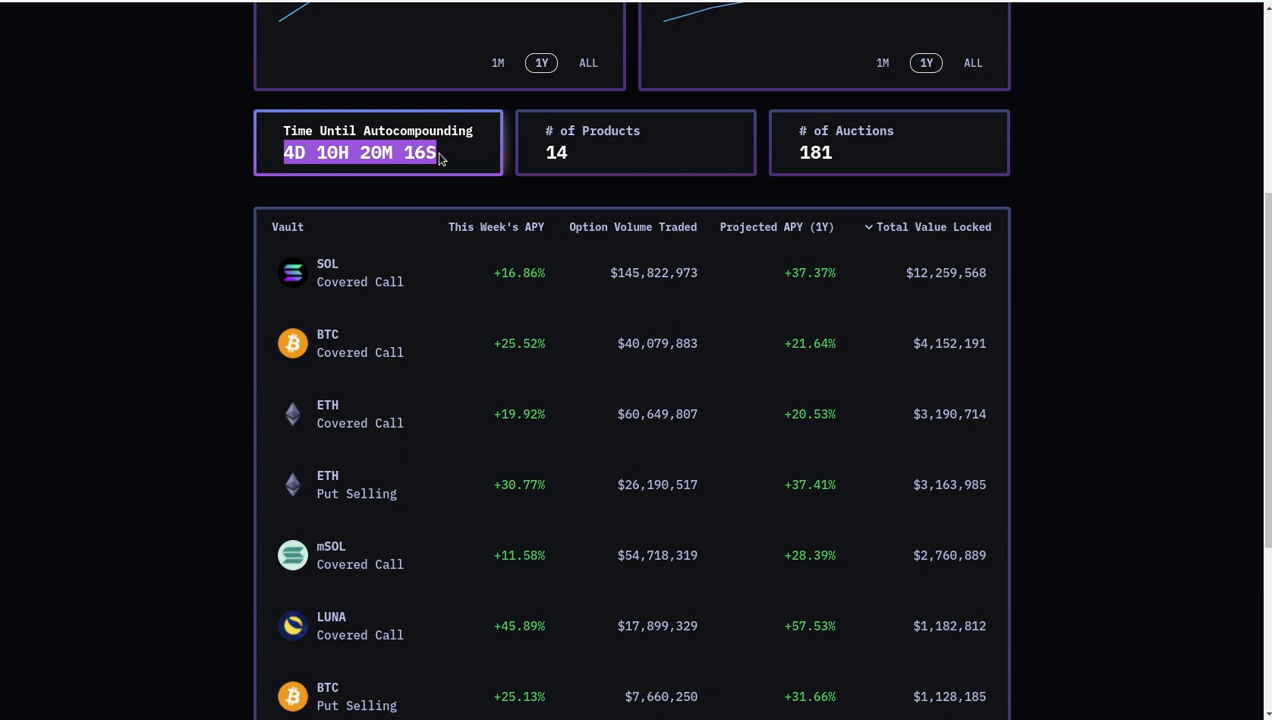 1M 1Y ALL 1M 1Y ALL
Time Until Autocompounding # of Products # of Auctions
4D 10H 20M 16S 14 181
Vault This Week's APY Option Volume Traded Projected APY (1Y) Total Value Locked
SOL
Covered Call +16.86% $145,822,973 +37.37% $12,259,568
BTC
Covered Call +25.52% $40,079,883 +21.64% $4,152,191
ETH
Covered Call +19.92% $60,649,807 +20.53% $3,190,714
ETH
Put Selling +30.77% $26,190,517 +37.41% $3,163,985
mSOL
Covered Call +11.58% $54,718,319 +28.39% $2,760,889
LUNA
Covered Call +45.89% $17,899,329 +57.53% $1,182,812
BTC
Put Selling +25.13% $7,660,250 +31.66% $1,128,185